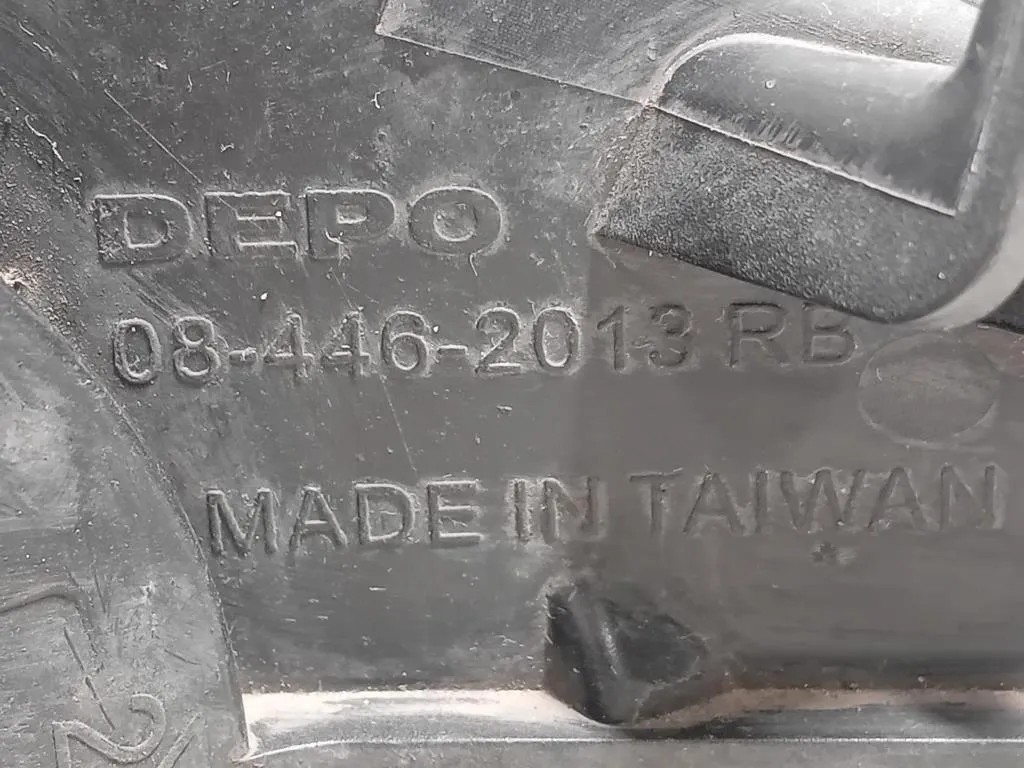 DEPO
08-446-2013 RB
MADE IN TAIWAN